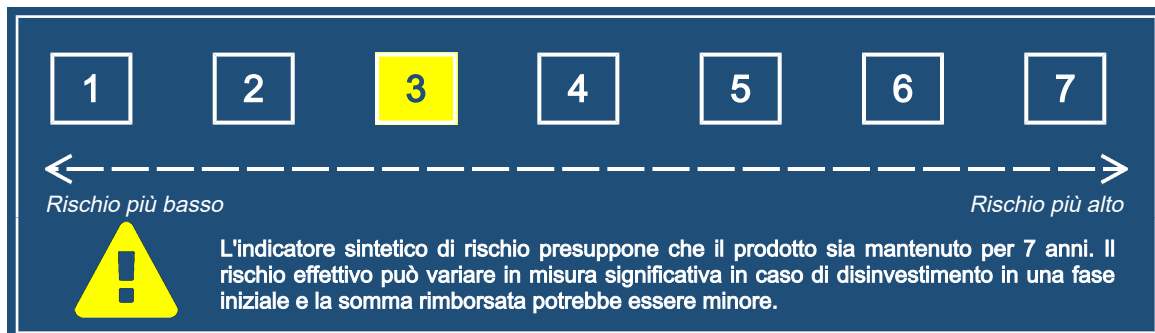 1 2 3 4 5 6 7
Rischio più basso Rischio più alto
L'indicatore sintetico di rischio presuppone che il prodotto sia mantenuto per 7 anni. Il
rischio effettivo può variare in misura significativa in caso di disinvestimento in una fase
iniziale e la somma rimborsata potrebbe essere minore.